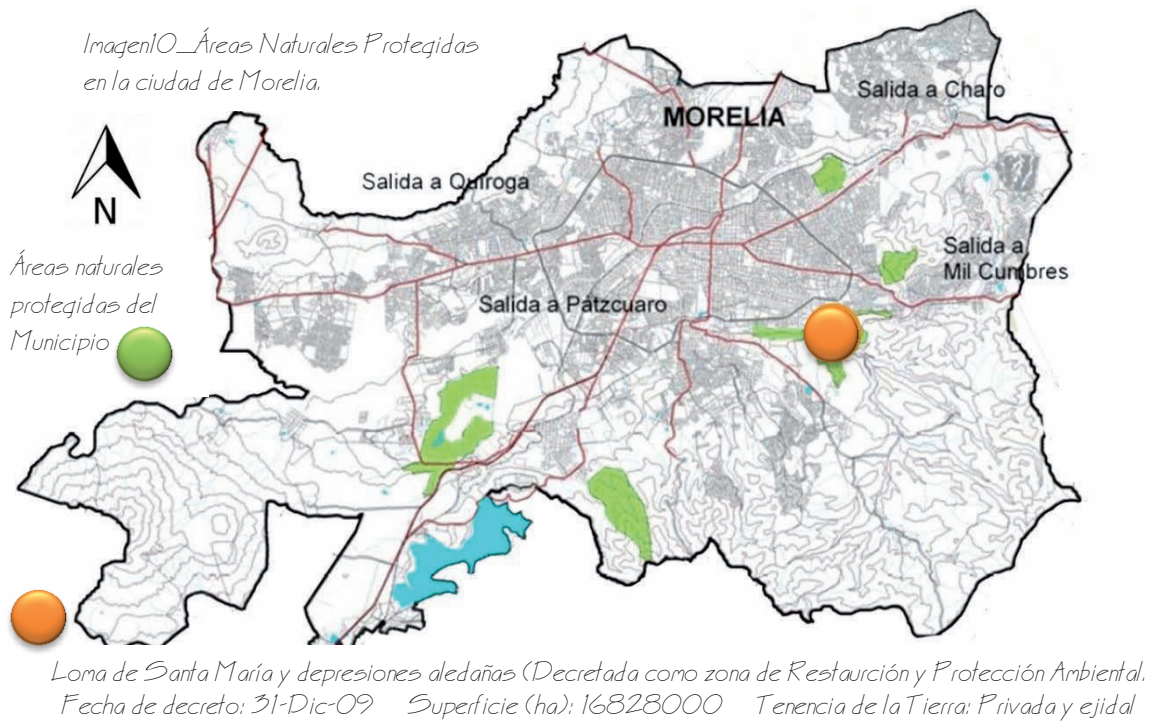 Imagen10_Áreas Naturales Protegidas
en la ciudad de Morelia.
Salida a Charo
MORELIA
Salida a Quiroga
N
Áreas naturales
protegidas del
Municipio
Salida a
Mil Cumbres
Salida a Pátzcuaro
Loma de Santa María y depresiones aledañas (Decretada como zona de Restaurción y Protección Ambiental.
Fecha de decreto: 31-Dic-09 Superficie (ha): 16828000 Tenencia de la Tierra: Privada y ejidal